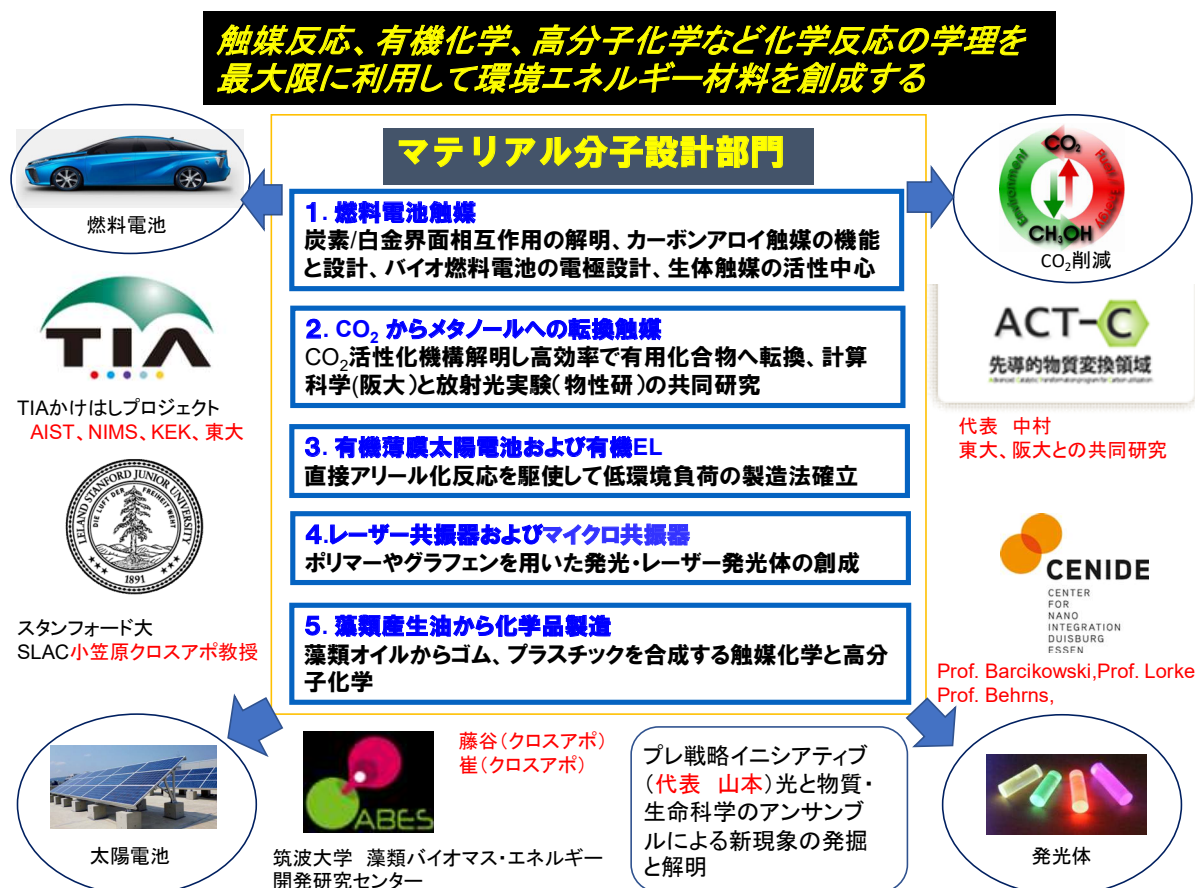 触媒反応、有機化学、高分子化学など化学反応の学理を
最大限に利用して環境エネルギー材料を創成する
マテリアル分子設計部門
燃料電池
1. 燃料電池触媒
炭素/白金界面相互作用の解明、カーボンアロイ触媒の機能
と設計、バイオ燃料電池の電極設計、生体触媒の活性中心
2. CO2 からメタノールへの転換触媒
CO2活性化機構解明し高効率で有用化合物へ転換、計算
科学(阪大)と放射光実験(物性研)の共同研究
3. 有機薄膜太陽電池および有機EL
直接アリール化反応を駆使して低環境負荷の製造法確立
4.レーザー共振器およびマイクロ共振器
ポリマーやグラフェンを用いた発光・レーザー発光体の創成
5. 藻類産生油から化学品製造
藻類オイルからゴム、プラスチックを合成する触媒化学と高分
子化学
CO2
Environment
CH3OH
CO2削減
TIA
TIAかけはしプロジェクト
AIST、NIMS、KEK、東大
LELAND STANFORD JUNIOR UNIVERSITY
DIE LUFT DER FREIHEIT WEHT
1891
スタンフォード大
SLAC小笠原クロスアポ教授
ACT-C
先導的物質変換領域
代表 中村
東大、阪大との共同研究
CENIDE
CENTER
FOR
NANO
INTEGRATION
DUISBURG
ESSEN
Prof. Barcikowski,Prof. Lorke
Prof. Behrns,
太陽電池
ABES
藤谷(クロスアポ)
崔(クロスアポ)
筑波大学 藻類バイオマス・エネルギー
開発研究センター
プレ戦略イニシアティブ
(代表 山本)光と物質・
生命科学のアンサンブ
ルによる新現象の発掘
と解明
発光体